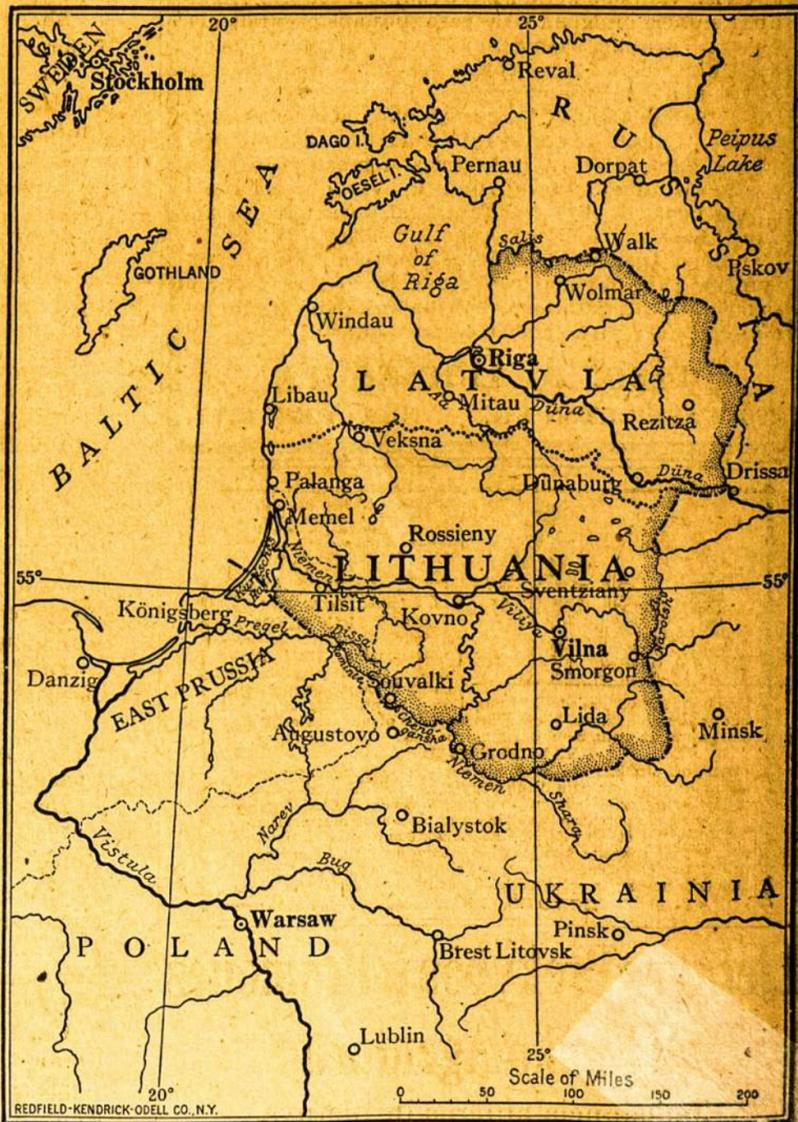 20°
25°
SWEDEN
Stockholm
Reval
RUSSIA
DAGO I.
OESEL I.
Pernau
Dorpat
Peipus
Lake
BALTIC SEA
GOTHLAND
Gulf
of
Riga
Salis
Walk
Pskov
Wolmar
Windau
Riga
LATVIA
Libau
Aa
Mitau
Düna
Rezitza
Veksna
Palanga
Dünaburg
Düna
Drissa
Memel
Rossieny
Niemen
LITHUANIA
55°
55°
Sventziany
Tilsit
Kovno
Viliya
Königsberg
Pregel
Vilna
Smorgon
Danzig
EAST PRUSSIA
Souvalki
Augustovo
Lida
Minsk
Grodno
Niemen
Shara
Narev
Bialystok
Vistula
Bug
UKRAINIA
Warsaw
POLAND
Pinsk
Brest Litovsk
Lublin
25°
Scale of Miles
20°
0 50 100 150 200
REDFIELD-KENDRICK-ODELL CO., N.Y.